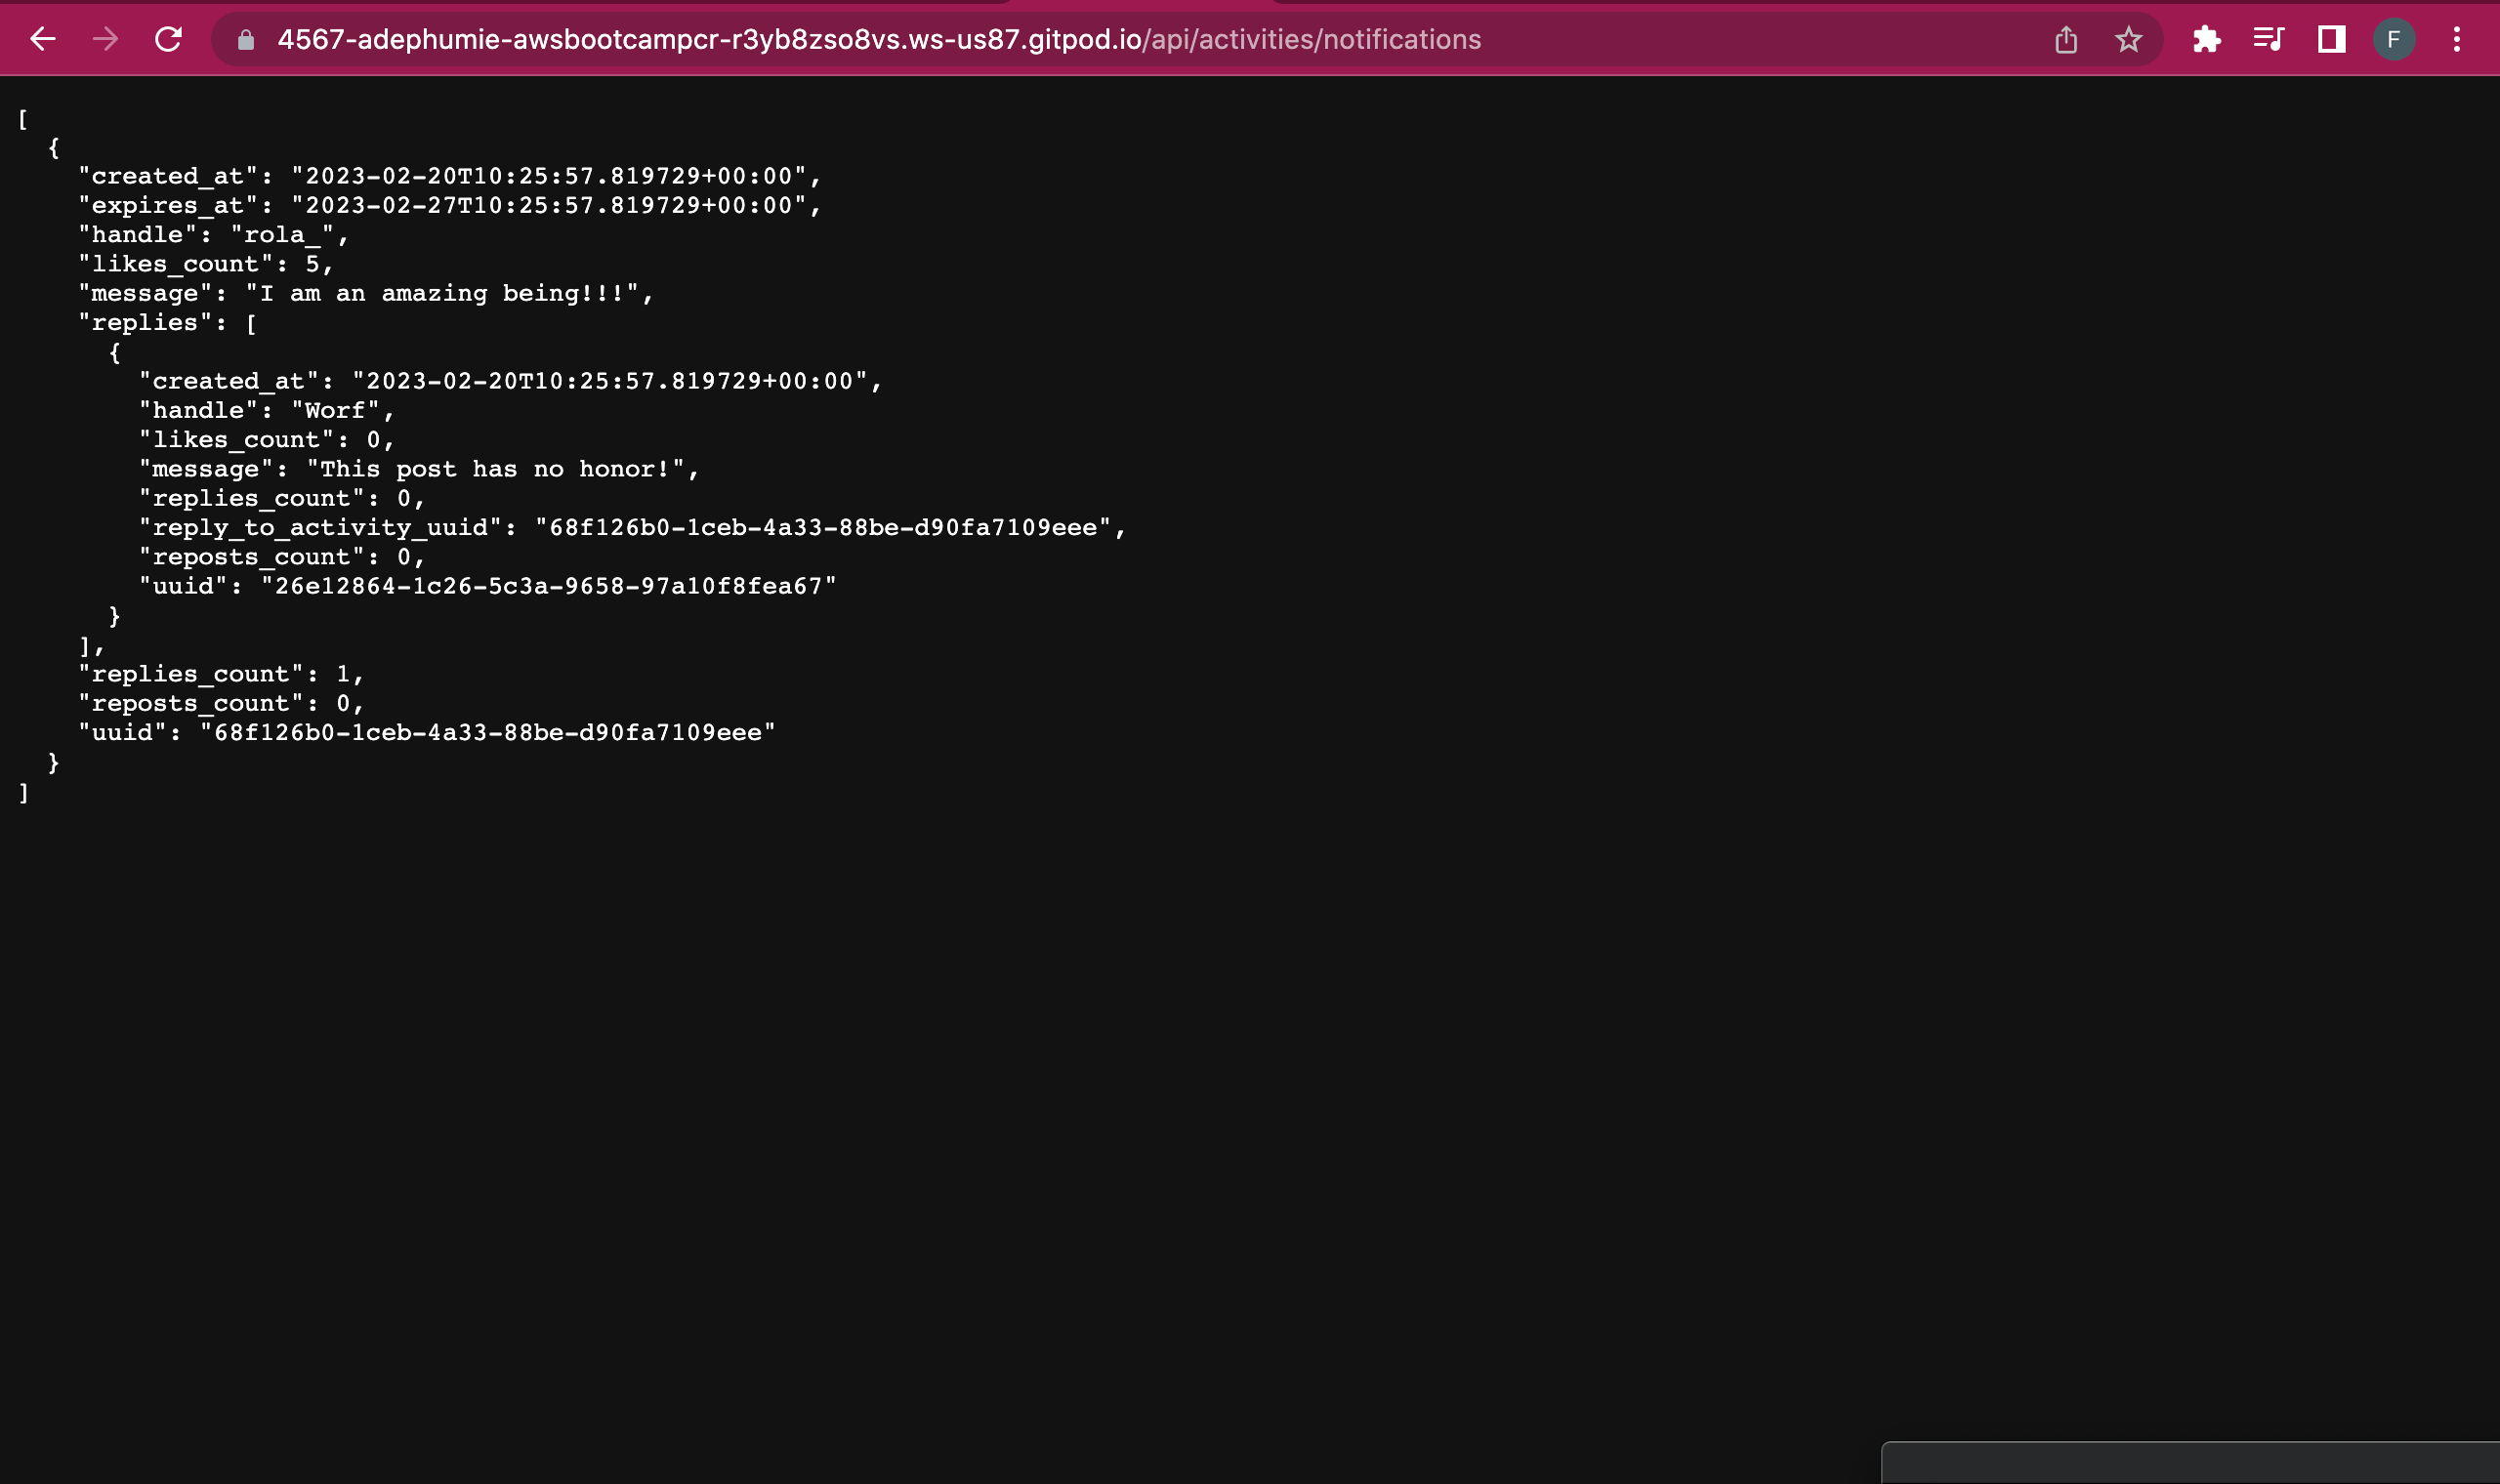 4567-adephumie-awsbootcampcr-r3yb8zso8vs.ws-us87.gitpod.io/api/activities/notifications
F
[
  {
    "created_at": "2023-02-20T10:25:57.819729+00:00",
    "expires_at": "2023-02-27T10:25:57.819729+00:00",
    "handle": "rola_",
    "likes_count": 5,
    "message": "I am an amazing being!!!",
    "replies": [
      {
        "created_at": "2023-02-20T10:25:57.819729+00:00",
        "handle": "Worf",
        "likes_count": 0,
        "message": "This post has no honor!",
        "replies_count": 0,
        "reply_to_activity_uuid": "68f126b0-1ceb-4a33-88be-d90fa7109eee",
        "reposts_count": 0,
        "uuid": "26e12864-1c26-5c3a-9658-97a10f8fea67"
      }
    ],
    "replies_count": 1,
    "reposts_count": 0,
    "uuid": "68f126b0-1ceb-4a33-88be-d90fa7109eee"
  }
]